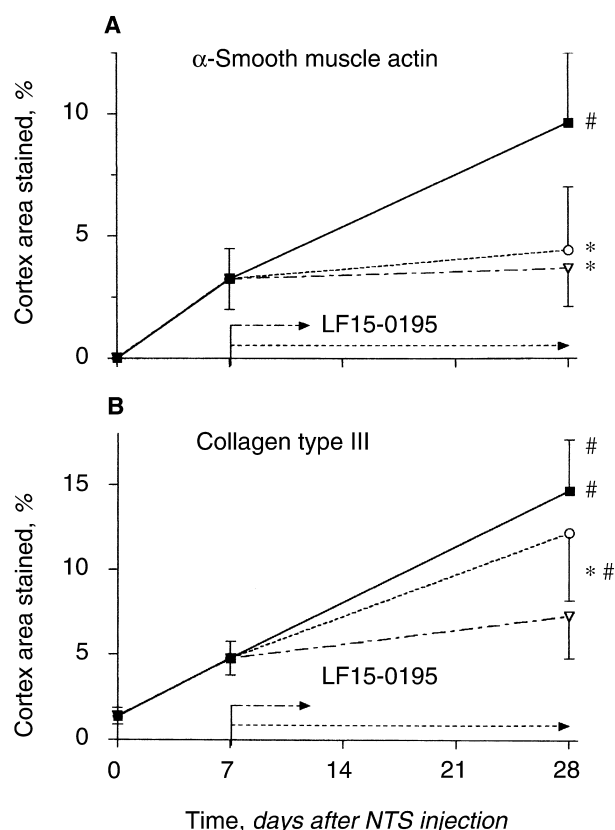 A
α-Smooth muscle actin
Cortex area stained, %
10
#
5
*
*
LF15-0195
0
B
Collagen type III
Cortex area stained, %
#
15
#
10
* #
5
LF15-0195
0
0 7 14 21 28
Time, days after NTS injection